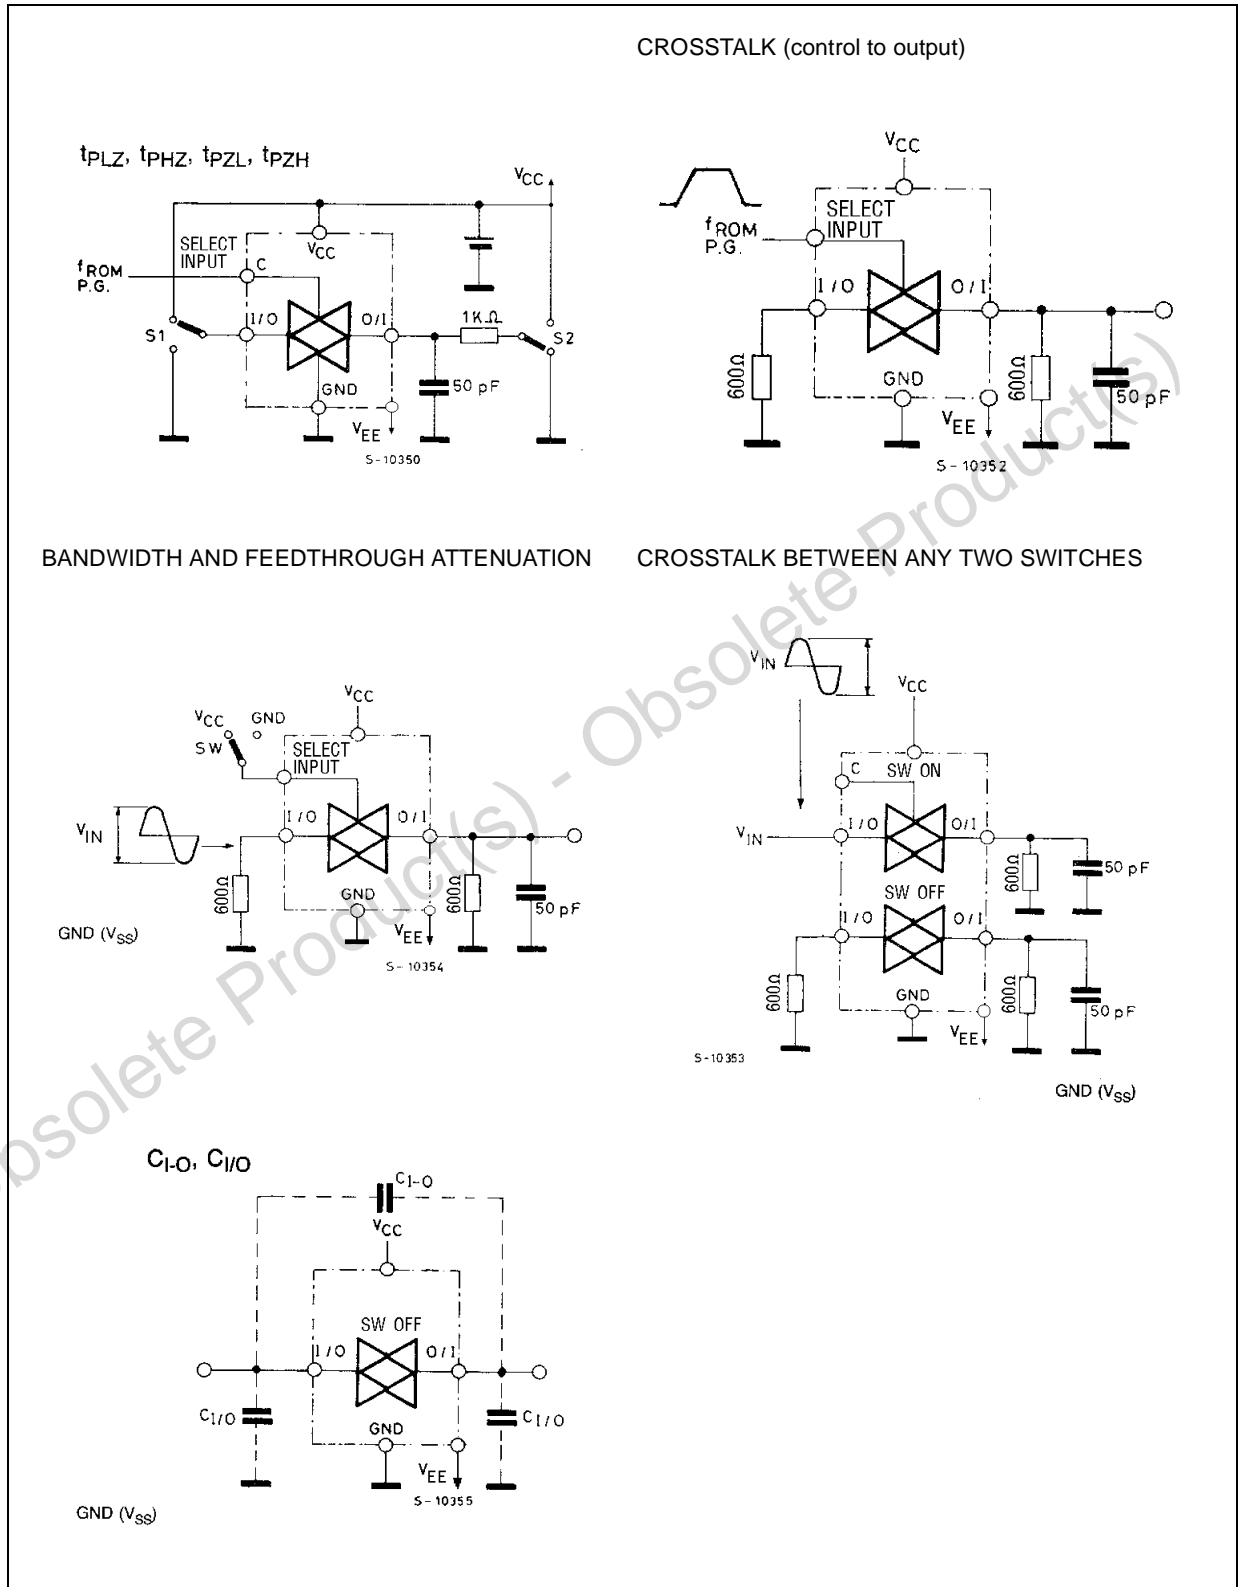 CROSSTALK (control to output)
tPLZ, tPHZ, tPZL, tPZH
VCC
SELECT
INPUT
VCC
fROM
P.G.
C
I/O
O/I
1KΩ
S1
S2
GND
50 pF
VEE
S-10350
VCC
SELECT
INPUT
fROM
P.G.
I/O
O/I
600Ω
GND
600Ω
50 pF
VEE
S-10352
BANDWIDTH AND FEEDTHROUGH ATTENUATION
CROSSTALK BETWEEN ANY TWO SWITCHES
VCC
VCC
GND
SW
SELECT
INPUT
VIN
I/O
O/I
600Ω
GND
600Ω
50 pF
GND (VSS)
VEE
S-10354
VIN
VCC
C
SW ON
VIN
I/O
O/I
600Ω
50 pF
SW OFF
I/O
O/I
600Ω
GND
600Ω
50 pF
VEE
S-10353
GND (VSS)
CI-O, CI/O
CI-O
VCC
SW OFF
I/O
O/I
CI/O
GND
CI/O
VEE
S-10355
GND (VSS)
Obsolete Product(s) - Obsolete Product(s)